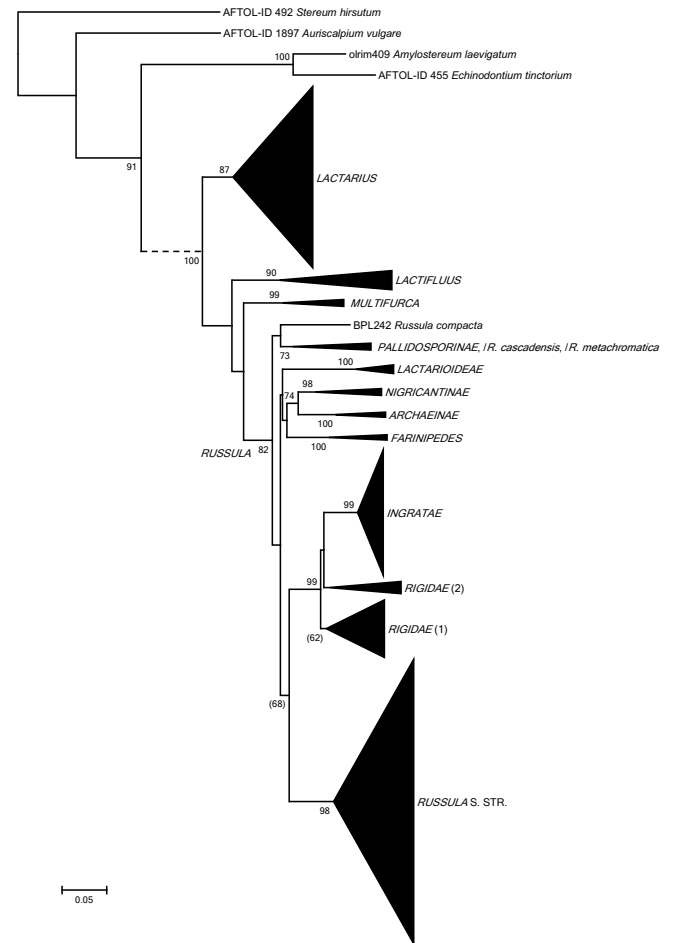 AFTOL-ID 492 Stereum hirsutum
AFTOL-ID 1897 Auriscalpium vulgare
olrim409 Amylostereum laevigatum
100
AFTOL-ID 455 Echinodontium tinctorium
91
87
LACTARIUS
100
90
LACTIFLUUS
99
MULTIFURCA
BPL242 Russula compacta
PALLIDOSPORINAE, /R. cascadensis, /R. metachromatica
73
100
LACTARIOIDEAE
98
NIGRICANTINAE
74
ARCHAEINAE
100
FARINIPEDES
100
RUSSULA
82
99
INGRATAE
99
RIGIDAE (2)
RIGIDAE (1)
(62)
(68)
RUSSULA S. STR.
98
0.05